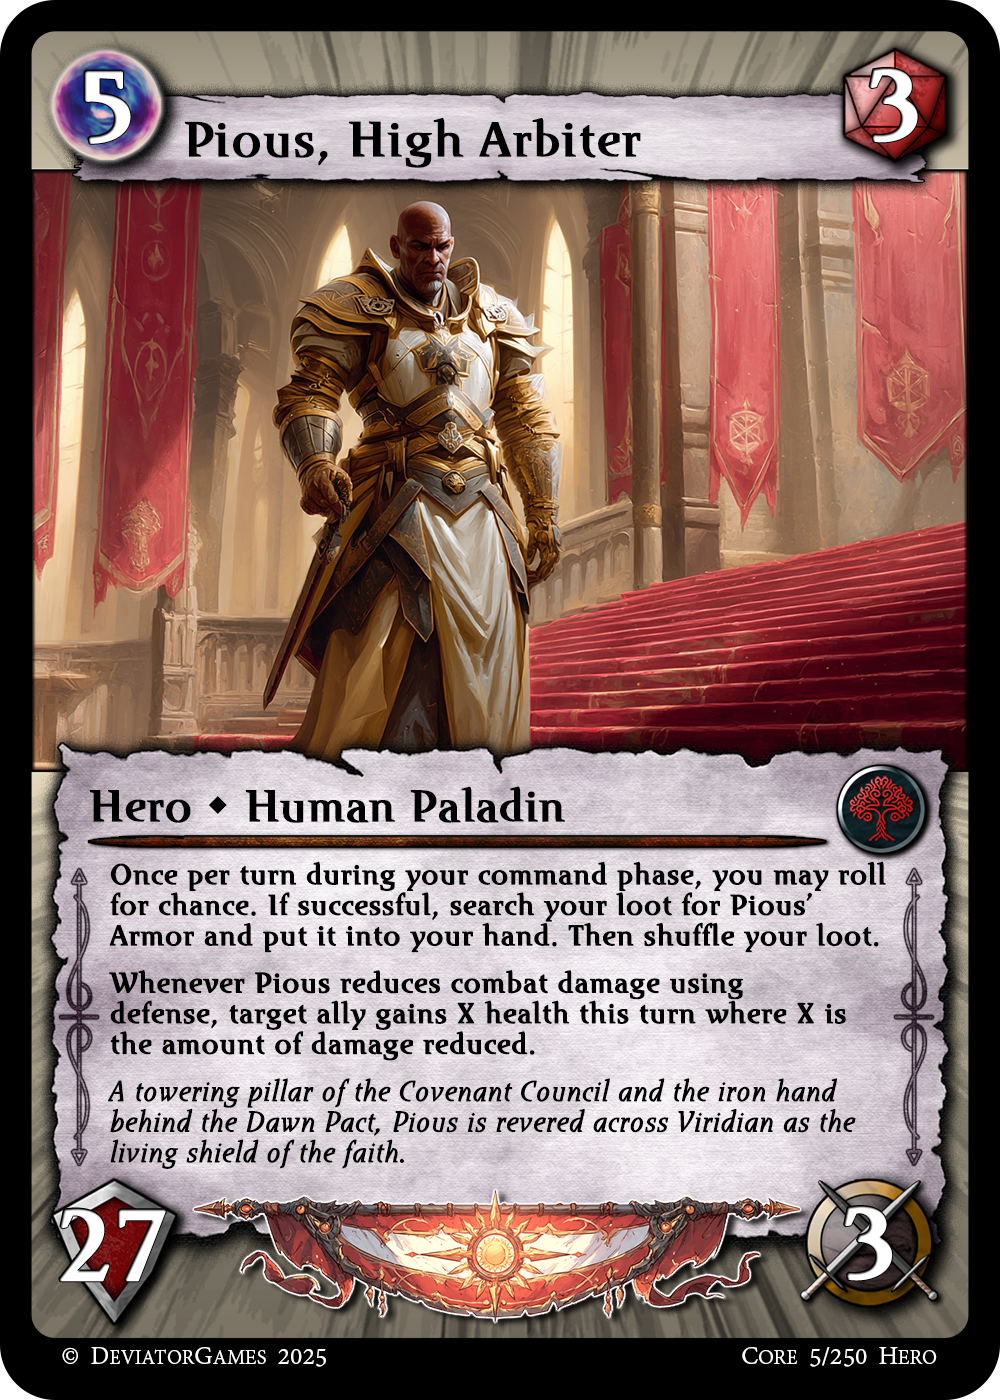 5
3
Pious, High Arbiter
Hero ◆ Human Paladin
Once per turn during your command phase, you may roll
for chance. If successful, search your loot for Pious’
Armor and put it into your hand. Then shuffle your loot.
Whenever Pious reduces combat damage using
defense, target ally gains X health this turn where X is
the amount of damage reduced.
A towering pillar of the Covenant Council and the iron hand
behind the Dawn Pact, Pious is revered across Viridian as the
living shield of the faith.
27
3
© DeviatorGames 2025
Core 5/250 Hero